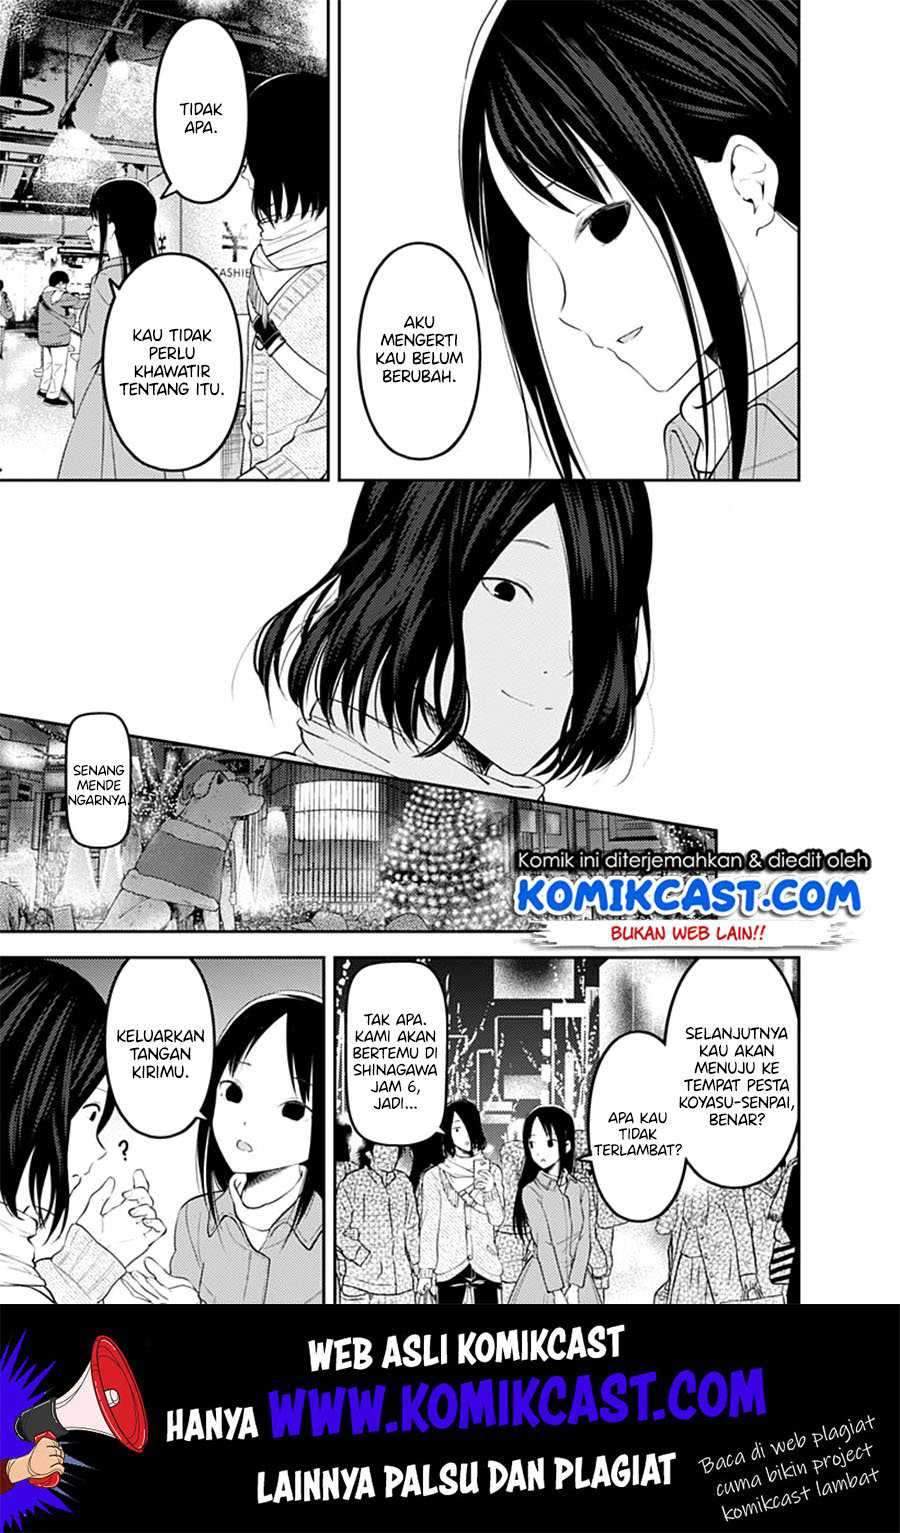 AKU
MENGERTI
KAU BELUM
BERUBAH.
TIDAK
APA.
¥
CASHIE
KAU TIDAK
PERLU
KHAWATIR
TENTANG ITU.
SENANG
MENDE
NGARNYA.
Komik ini diterjemahkan & diedit oleh
KOMIKCAST.COM
BUKAN WEB LAIN!!
SELANJUTNYA
KAU AKAN
MENUJU KE
TEMPAT PESTA
KOYASU-SENPAI,
BENAR?
APA KAU
TIDAK
TERLAMBAT?
TAK APA.
KAMI AKAN
BERTEMU DI
SHINAGAWA
JAM 6,
JADI...
KELUARKAN
TANGAN
KIRIMU.
?
WEB ASLI KOMIKCAST
HANYA WWW.KOMIKCAST.COM
LAINNYA PALSU DAN PLAGIAT
Baca di web plagiat
cuma bikin project
komikcast lambat